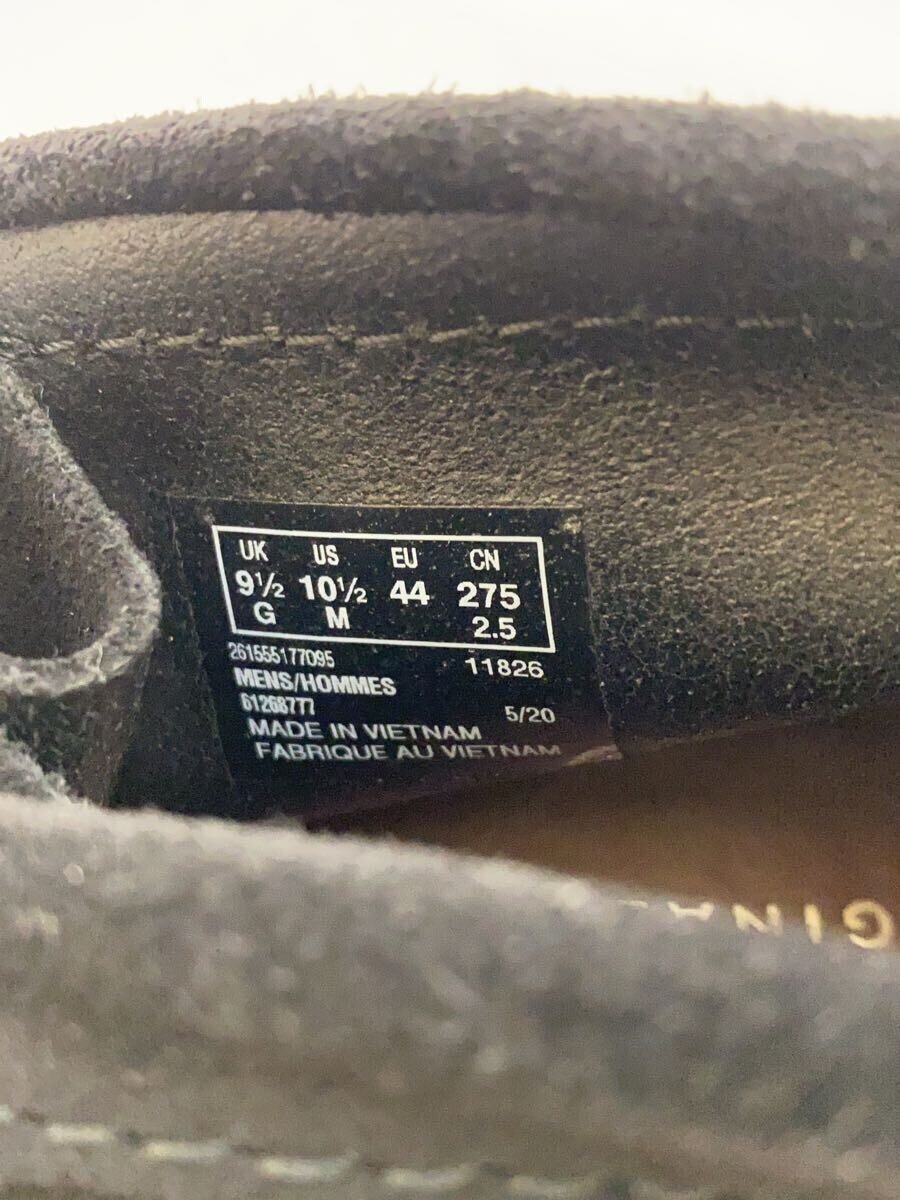 UK US EU CN
9½ 10½ 44 275
G M 2.5
261555177095 11826
MENS/HOMMES
61268777 5/20
MADE IN VIETNAM
FABRIQUE AU VIETNAM